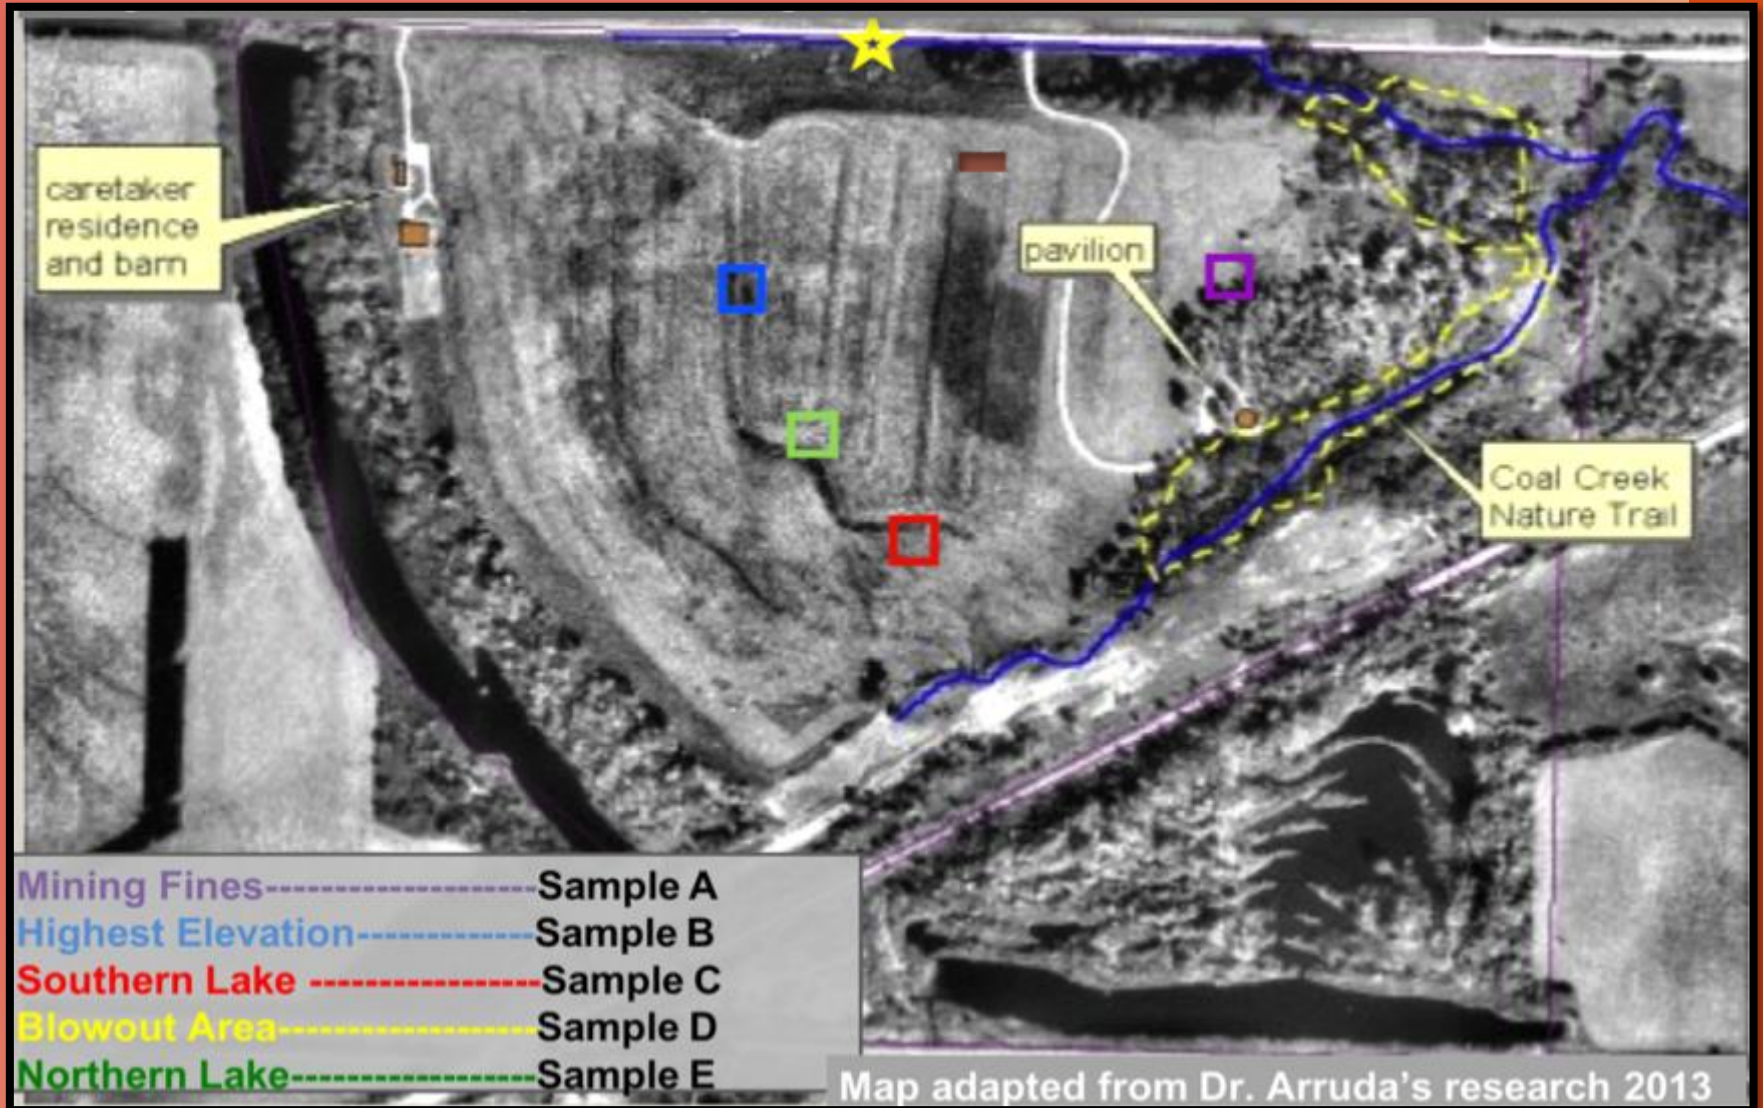 caretaker
residence
and barn
pavilion
Coal Creek
Nature Trail
Mining Fines--------------------Sample A
Highest Elevation-------------Sample B
Southern Lake -----------------Sample C
Blowout Area-------------------Sample D
Northern Lake------------------Sample E
Map adapted from Dr. Arruda's research 2013